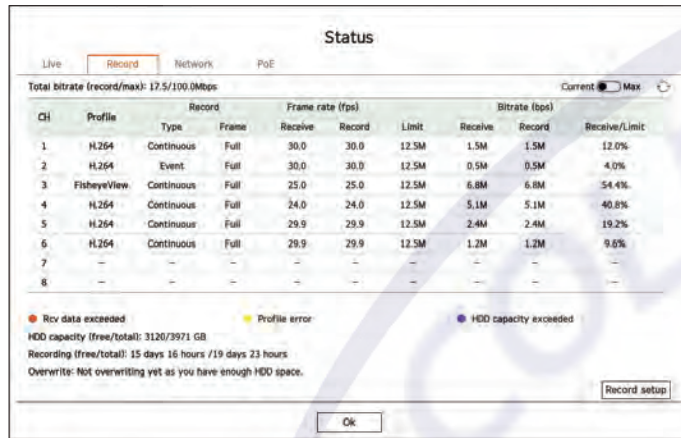 Status
Live Record Network PoE
Total bitrate (record/max): 17.5/100.0Mbps Current Max
CH Profile Record Frame rate (fps) Bitrate (bps)
Type Frame Receive Record Limit Receive Record Receive/Limit
1 H.264 Continuous Full 30.0 30.0 12.5M 1.5M 1.5M 12.0%
2 H.264 Event Full 30.0 30.0 12.5M 0.5M 0.5M 4.0%
3 FisheyeView Continuous Full 25.0 25.0 12.5M 6.8M 6.8M 54.4%
4 H.264 Continuous Full 24.0 24.0 12.5M 5.1M 5.1M 40.8%
5 H.264 Continuous Full 29.9 29.9 12.5M 2.4M 2.4M 19.2%
6 H.264 Continuous Full 29.9 29.9 12.5M 1.2M 1.2M 9.6%
7 – – – – – – – – –
8 – – – – – – – – –
Rcv data exceeded Profile error HDD capacity exceeded
HDD capacity (free/total): 3120/3971 GB
Recording (free/total): 15 days 16 hours /19 days 23 hours
Overwrite: Not overwriting yet as you have enough HDD space.
Record setup
Ok